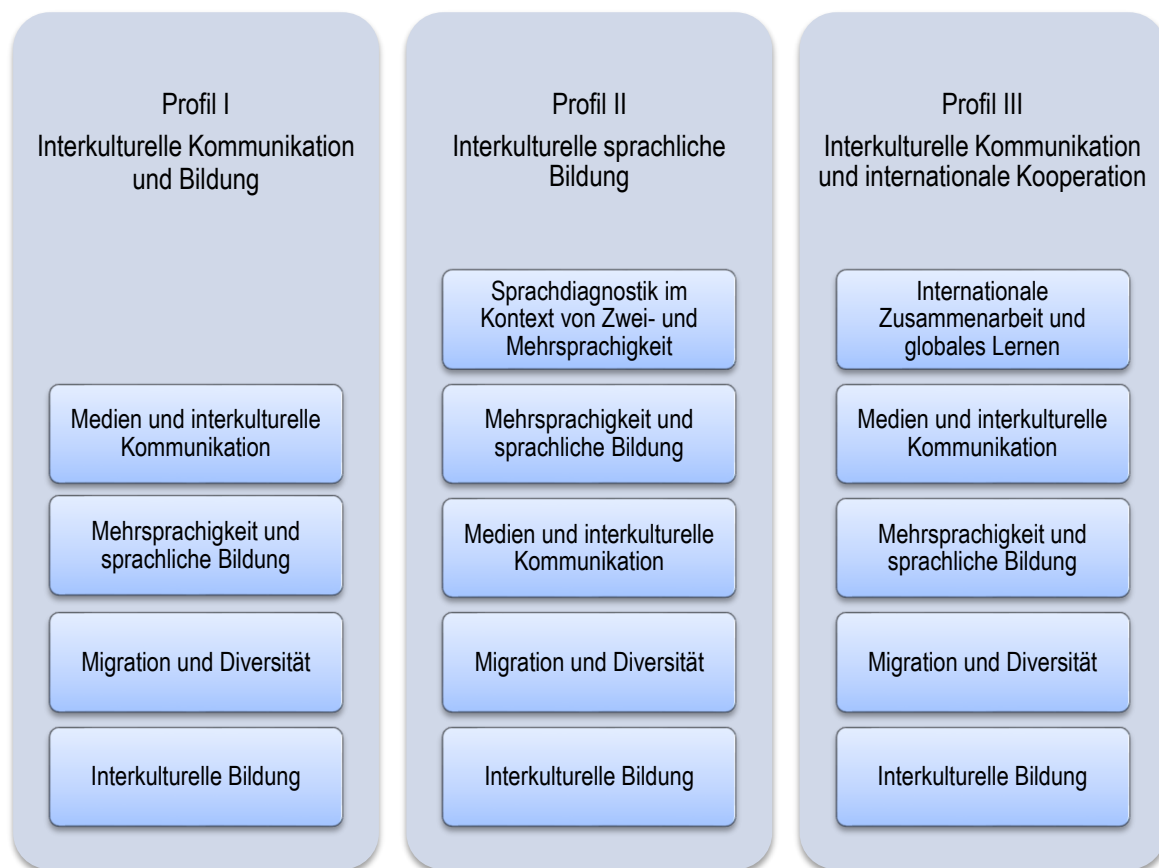 Profil I
Interkulturelle Kommunikation
und Bildung
Medien und interkulturelle
Kommunikation
Mehrsprachigkeit und
sprachliche Bildung
Migration und Diversität
Interkulturelle Bildung
Profil II
Interkulturelle sprachliche
Bildung
Sprachdiagnostik im
Kontext von Zwei- und
Mehrsprachigkeit
Mehrsprachigkeit und
sprachliche Bildung
Medien und interkulturelle
Kommunikation
Migration und Diversität
Interkulturelle Bildung
Profil III
Interkulturelle Kommunikation
und internationale Kooperation
Internationale
Zusammenarbeit und
globales Lernen
Medien und interkulturelle
Kommunikation
Mehrsprachigkeit und
sprachliche Bildung
Migration und Diversität
Interkulturelle Bildung